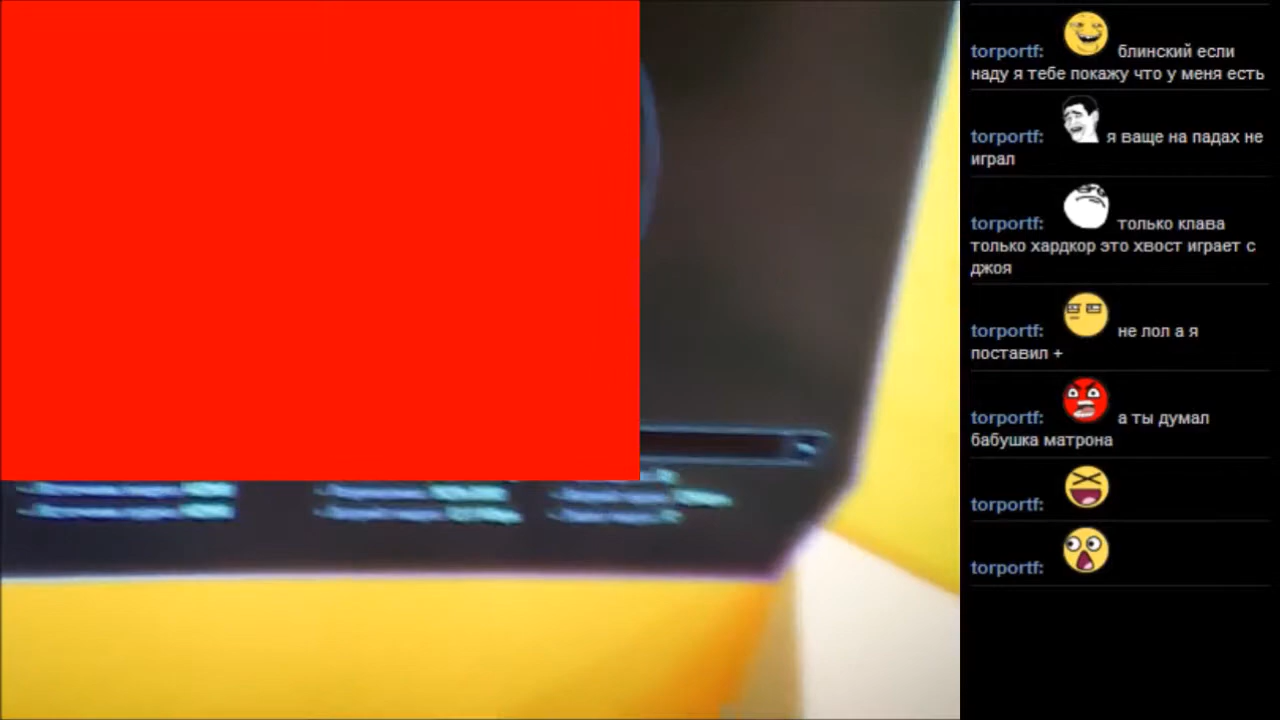 torportf: блинский если
наду я тебе покажу что у меня есть
torportf: я ваще на падах не
играл
torportf: только клава
только хардкор это хвост играет с
джоя
torportf: не лол а я
поставил +
torportf: а ты думал
бабушка матрона
torportf:
torportf: